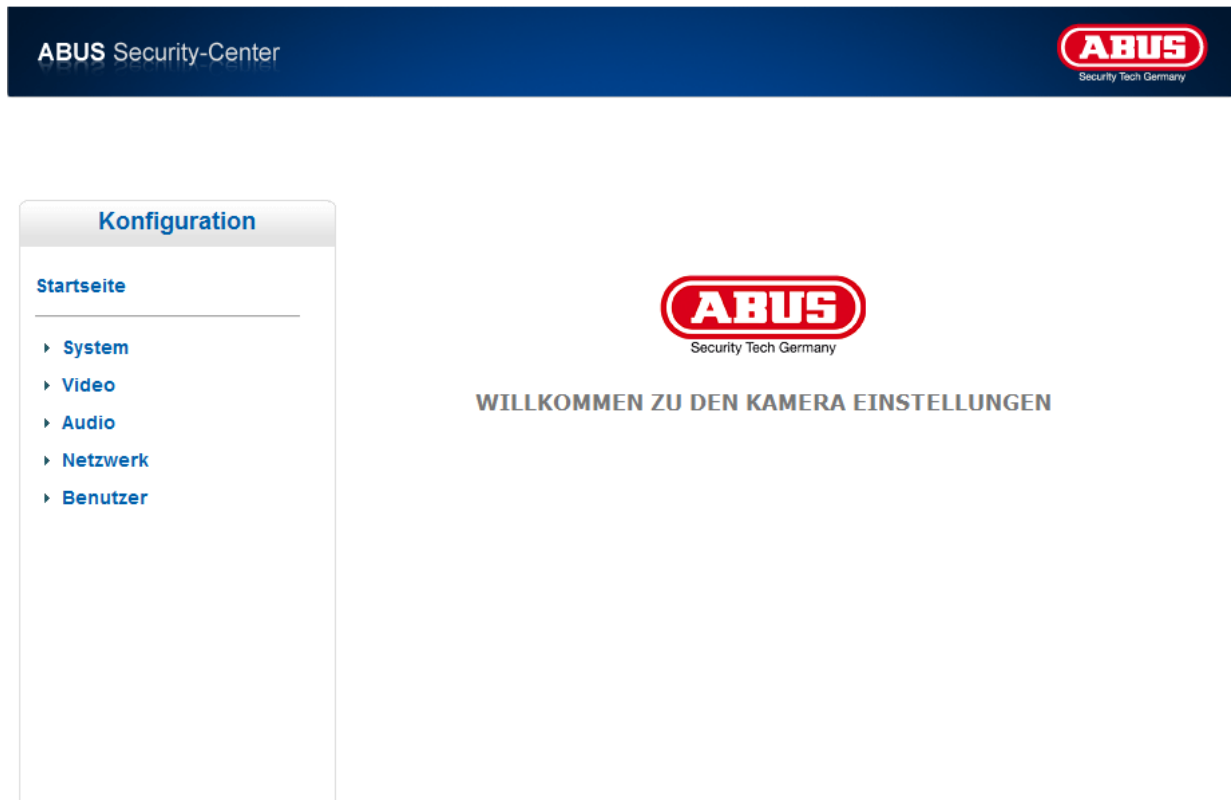 ABUS Security-Center
ABUS
Security Tech Germany
Konfiguration
Startseite
System
Video
Audio
Netzwerk
Benutzer
ABUS
Security Tech Germany
WILLKOMMEN ZU DEN KAMERA EINSTELLUNGEN